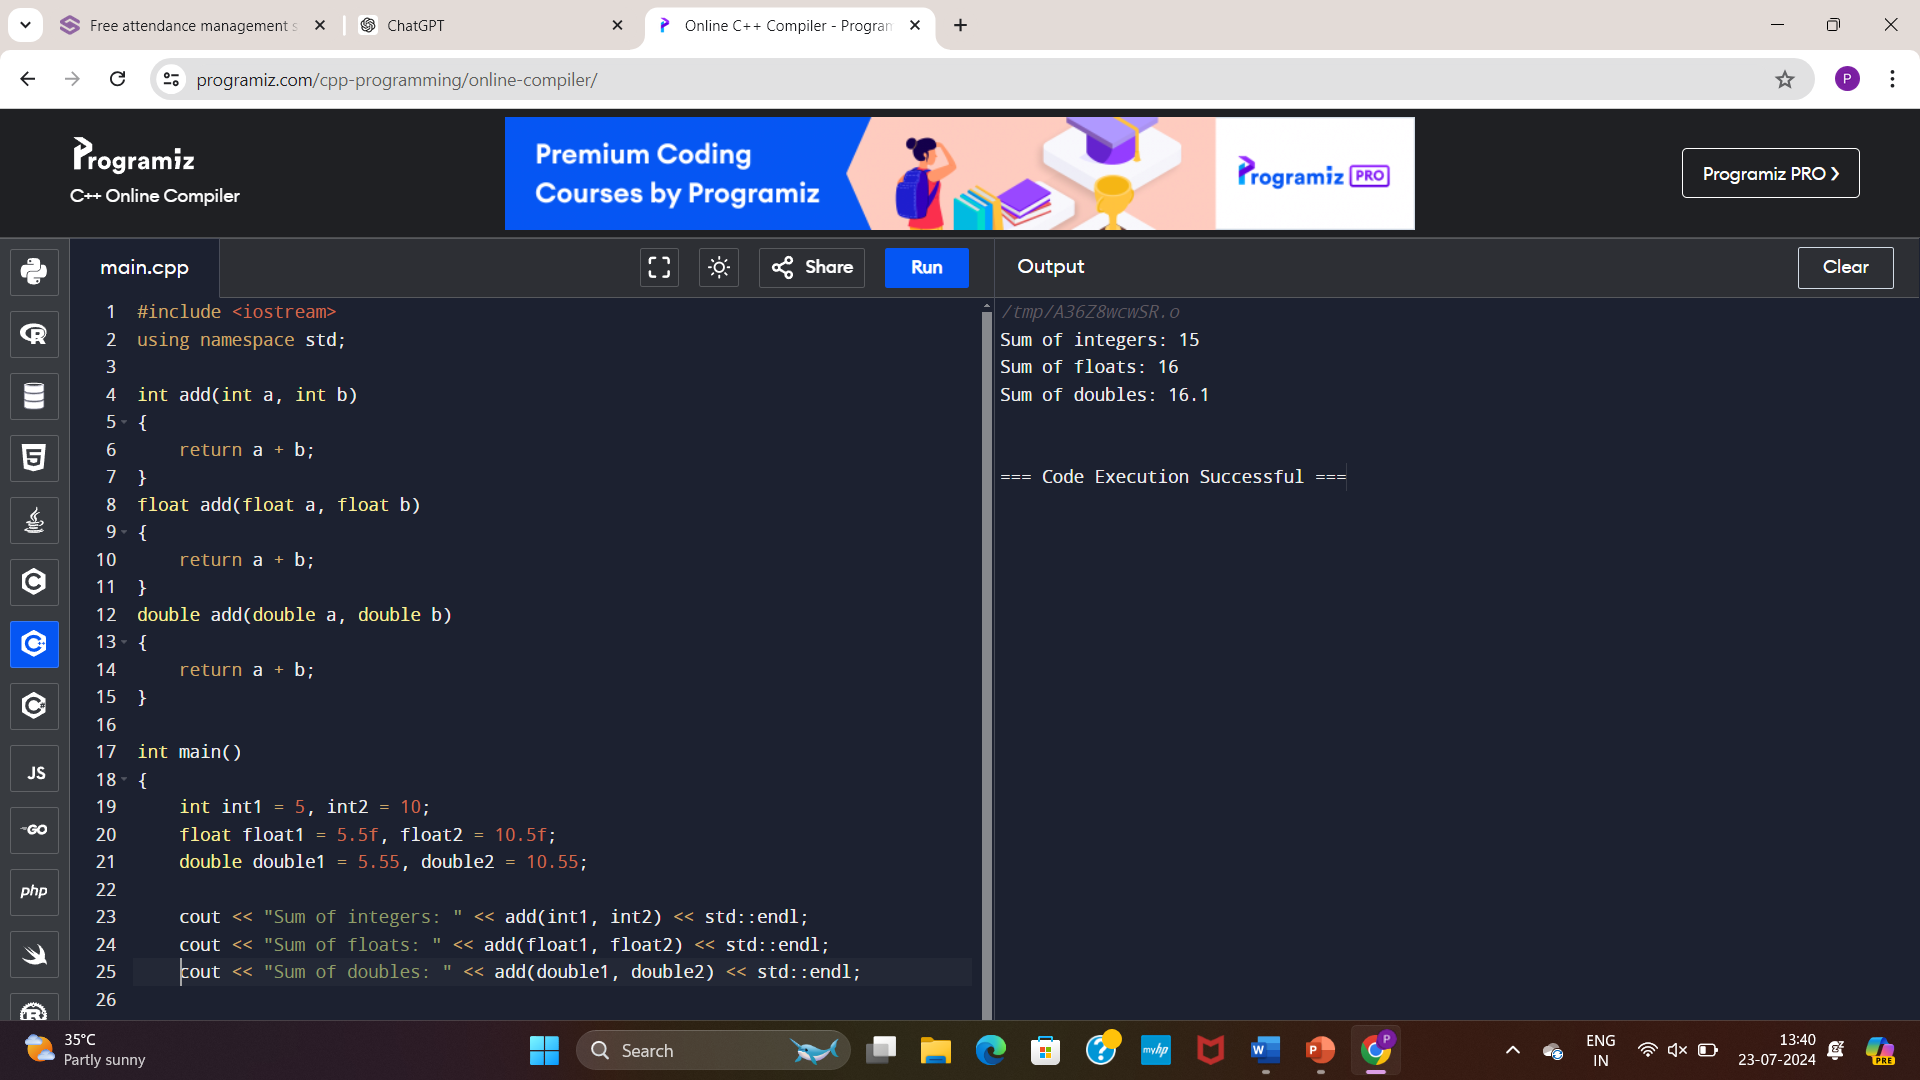 Free attendance management s
ChatGPT
Online C++ Compiler - Program
programiz.com/cpp-programming/online-compiler/
P
Programiz
C++ Online Compiler
Premium Coding
Courses by Programiz
Programiz PRO
Programiz PRO
main.cpp
Share
Run
Output
Clear
1 #include <iostream>
2 using namespace std;
3
4 int add(int a, int b)
5 {
6     return a + b;
7 }
8 float add(float a, float b)
9 {
10     return a + b;
11 }
12 double add(double a, double b)
13 {
14     return a + b;
15 }
16
17 int main()
18 {
19     int int1 = 5, int2 = 10;
20     float float1 = 5.5f, float2 = 10.5f;
21     double double1 = 5.55, double2 = 10.55;
22
23     cout << "Sum of integers: " << add(int1, int2) << std::endl;
24     cout << "Sum of floats: " << add(float1, float2) << std::endl;
25     cout << "Sum of doubles: " << add(double1, double2) << std::endl;
26
/tmp/A36Z8wcwSR.o
Sum of integers: 15
Sum of floats: 16
Sum of doubles: 16.1
=== Code Execution Successful ===
JS
GO
php
35°C
Partly sunny
Search
myhp
ENG
IN
13:40
23-07-2024
PRE